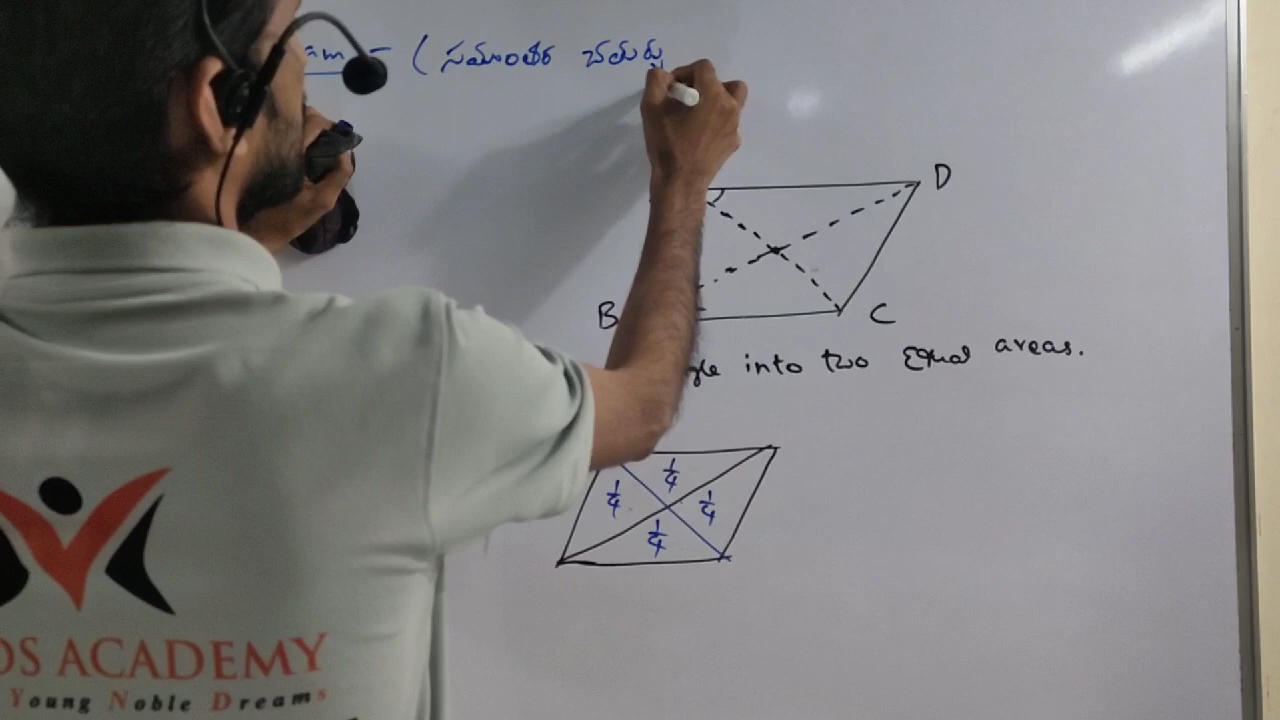 - ( సమాంతర చతుర్భు
D
B
C
into two Equal areas.
1/4
1/4
1/4
1/4
ACADEMY
Young Noble Dreams